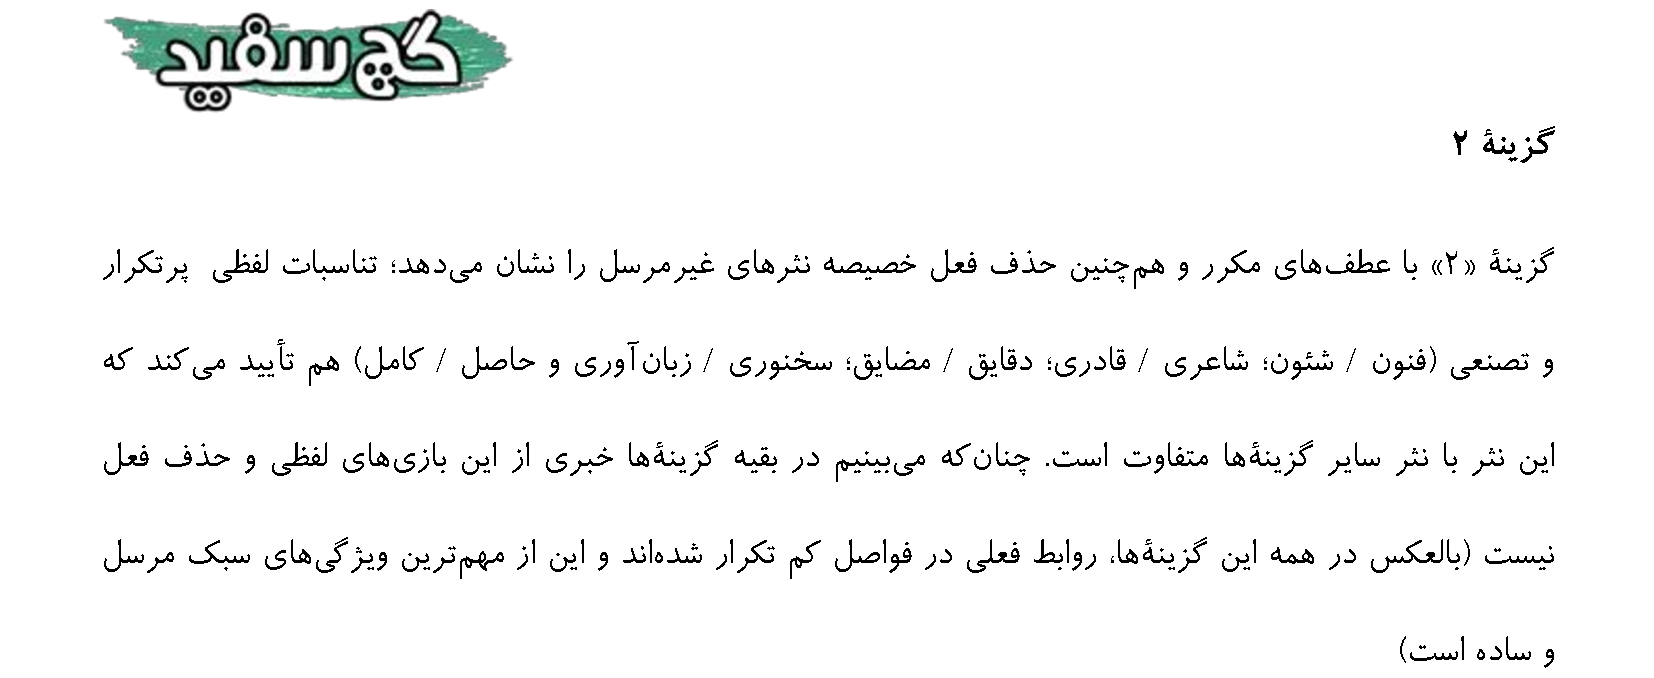 گچ سفید
گزینهٔ ۲
گزینهٔ «۲» با عطف‌های مکرر و هم‌چنین حذف فعل خصیصه نثرهای غیرمرسل را نشان می‌دهد؛ تناسبات لفظی پرتکرار
و تصنعی (فنون / شئون؛ شاعری / قادری؛ دقایق / مضایق؛ سخنوری / زبان‌آوری و حاصل / کامل) هم تأیید می‌کند که
این نثر با نثر سایر گزینهٔ‌ها متفاوت است. چنان‌که می‌بینیم در بقیه گزینهٔ‌ها خبری از این بازی‌های لفظی و حذف فعل
نیست (بالعکس در همه این گزینهٔ‌ها، روابط فعلی در فواصل کم تکرار شده‌اند و این از مهم‌ترین ویژگی‌های سبک مرسل
و ساده است)